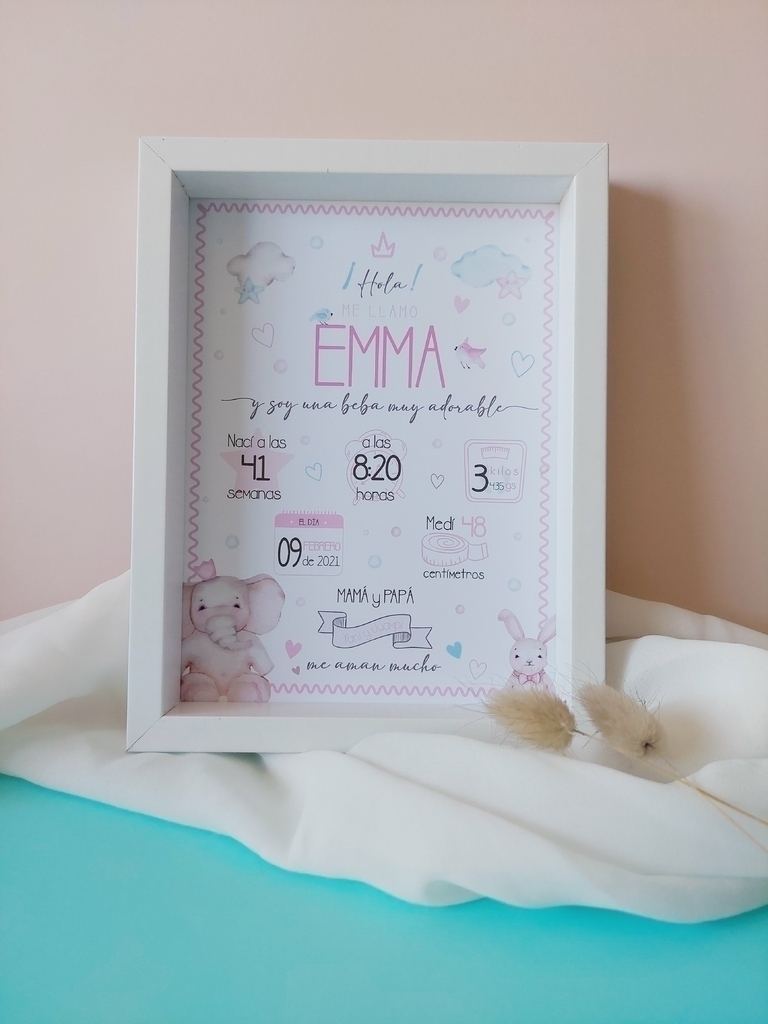 ¡Hola!
ME LLAMO
EMMA
y soy una beba muy adorable
Nací a las
41
semanas
a las
8:20
horas
3 kilos
435 gs
EL DÍA
09 FEBRERO
de 2021
Medí 48
centímetros
MAMÁ y PAPÁ
me aman mucho